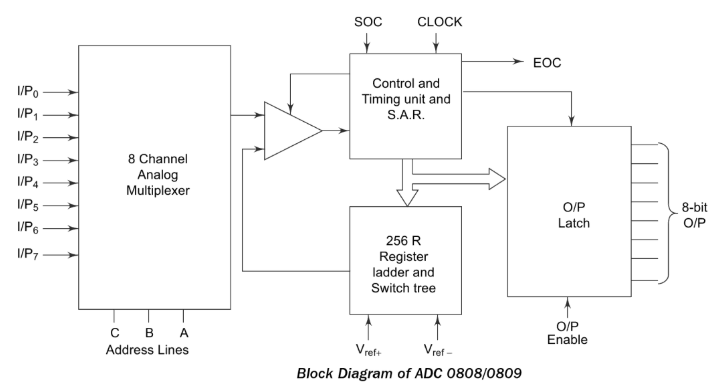 SOC
CLOCK
EOC
I/P0
I/P1
I/P2
I/P3
I/P4
I/P5
I/P6
I/P7
8 Channel
Analog
Multiplexer
Control and
Timing unit and
S.A.R.
O/P
Latch
8-bit
O/P
256 R
Register
ladder and
Switch tree
C B A
Address Lines
Vref+
Vref −
O/P
Enable
Block Diagram of ADC 0808/0809